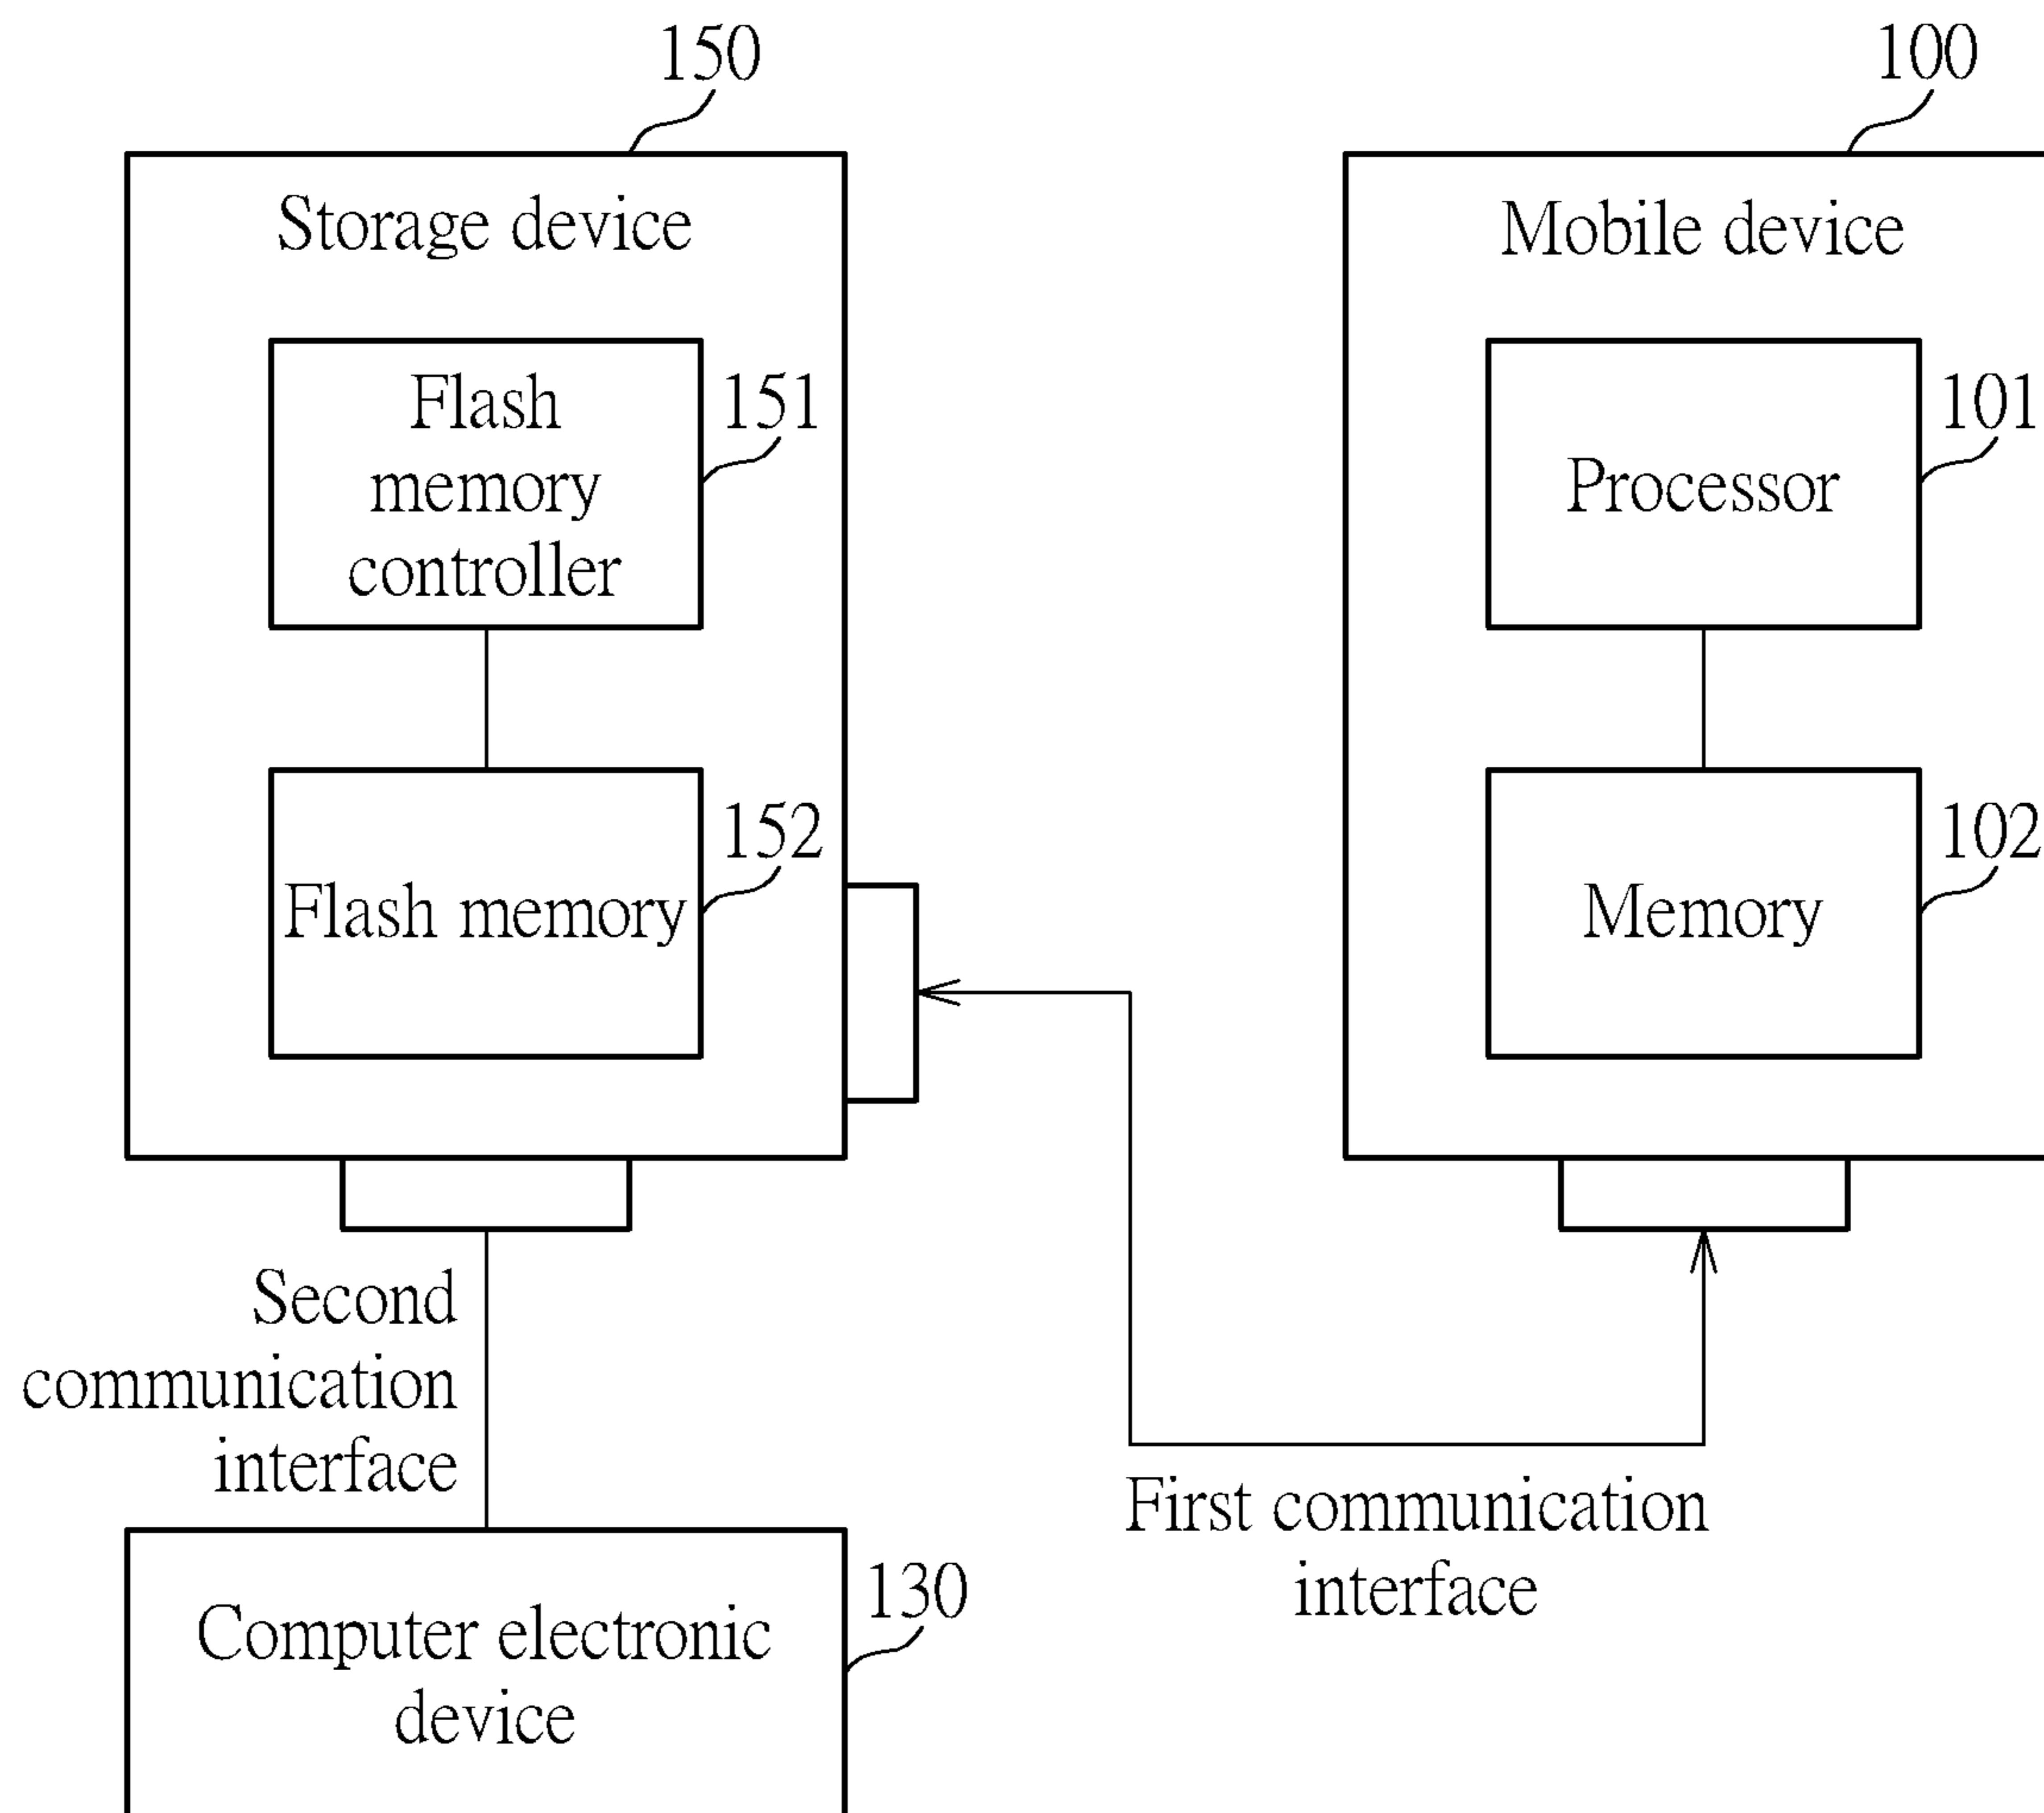 150
Storage device
Flash
memory
controller
151
Flash memory
152
100
Mobile device
Processor
101
Memory
102
Second
communication
interface
First communication
interface
Computer electronic
device
130